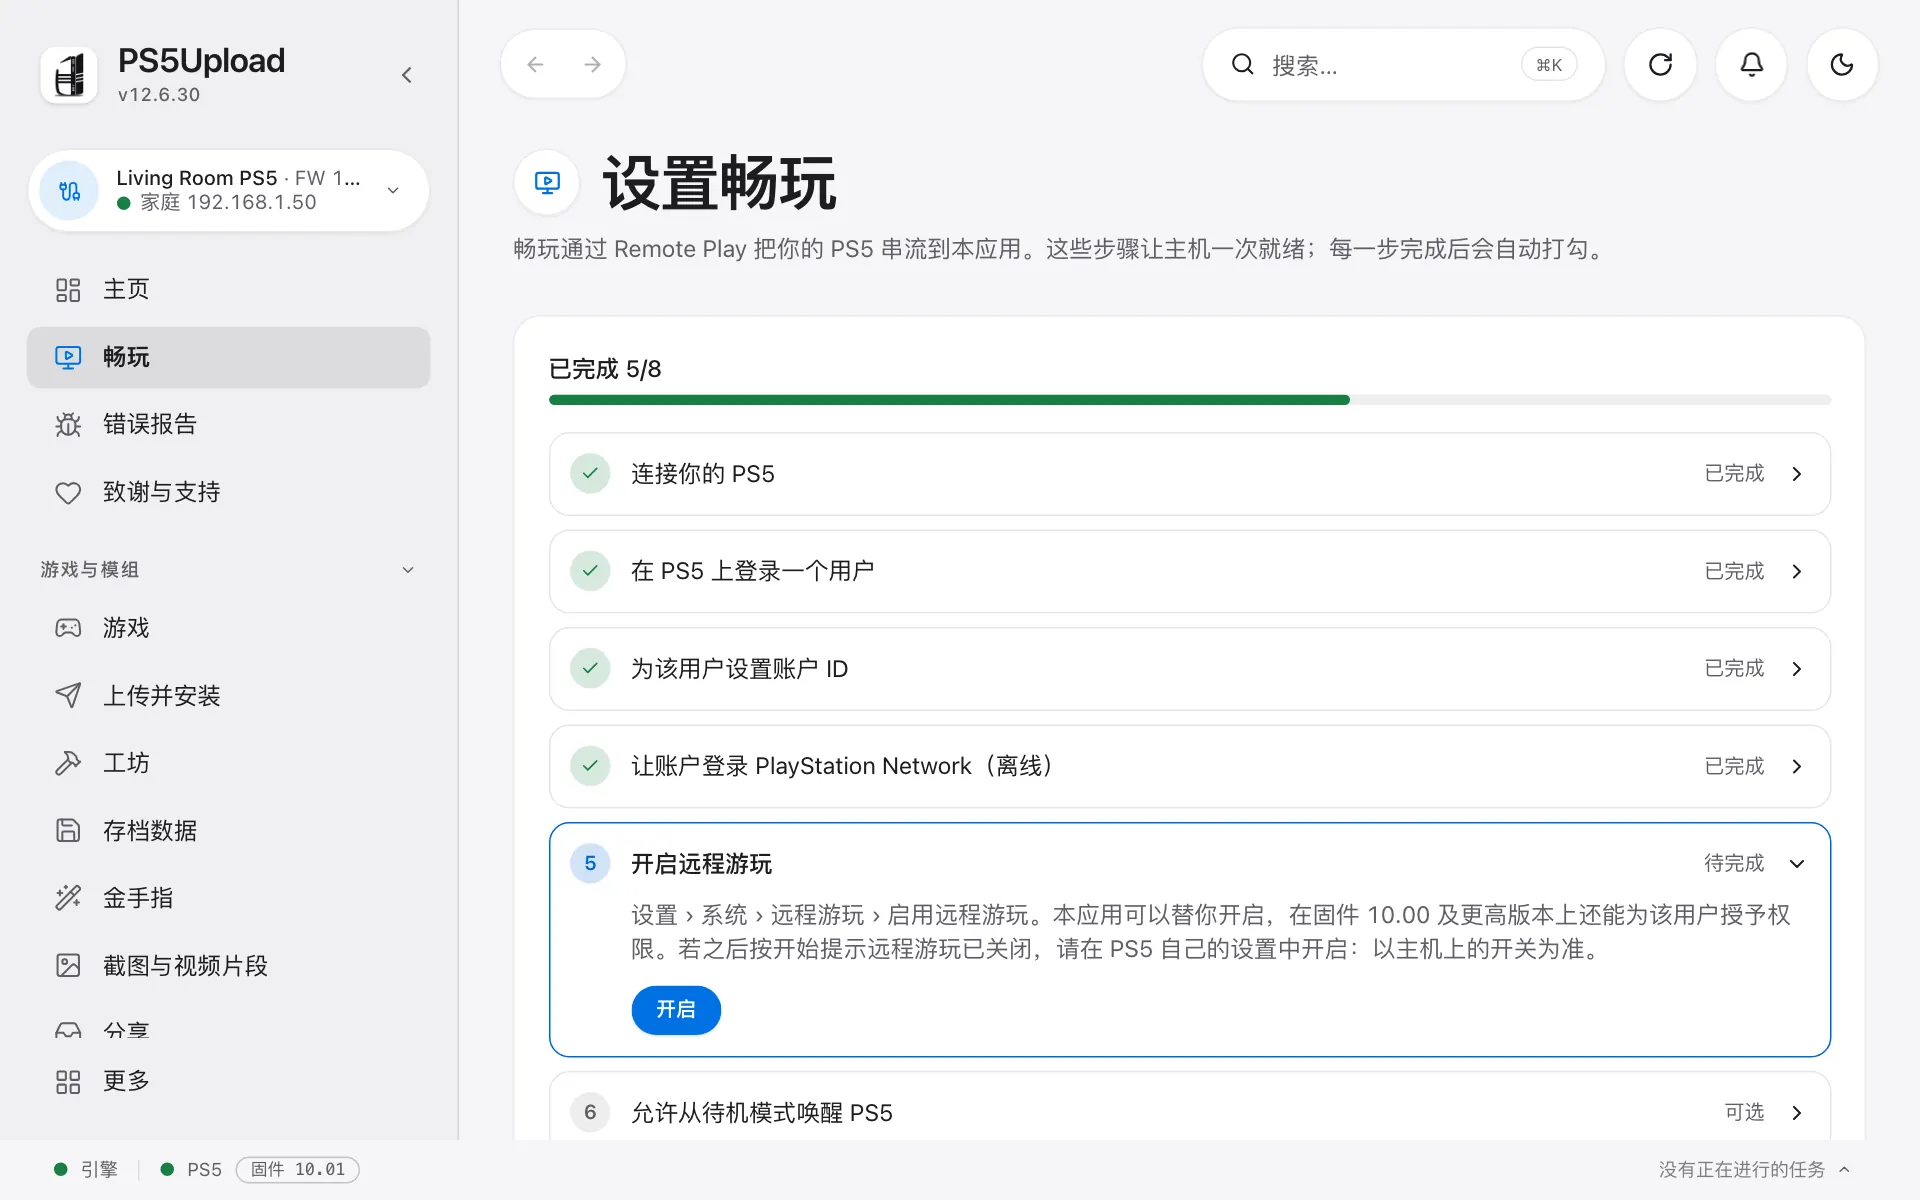 PS5Upload
v12.6.30
Living Room PS5 · FW 1...
家庭 192.168.1.50
主页
畅玩
错误报告
致谢与支持
游戏与模组
游戏
上传并安装
工坊
存档数据
金手指
截图与视频片段
分享
更多
搜索...
⌘K
设置畅玩
畅玩通过 Remote Play 把你的 PS5 串流到本应用。这些步骤让主机一次就绪；每一步完成后会自动打勾。
已完成 5/8
连接你的 PS5
已完成
在 PS5 上登录一个用户
已完成
为该用户设置账户 ID
已完成
让账户登录 PlayStation Network（离线）
已完成
5
开启远程游玩
待完成
设置 › 系统 › 远程游玩 › 启用远程游玩。本应用可以替你开启，在固件 10.00 及更高版本上还能为该用户授予权
限。若之后按开始提示远程游玩已关闭，请在 PS5 自己的设置中开启：以主机上的开关为准。
开启
6
允许从待机模式唤醒 PS5
可选
引擎
PS5
固件 10.01
没有正在进行的任务